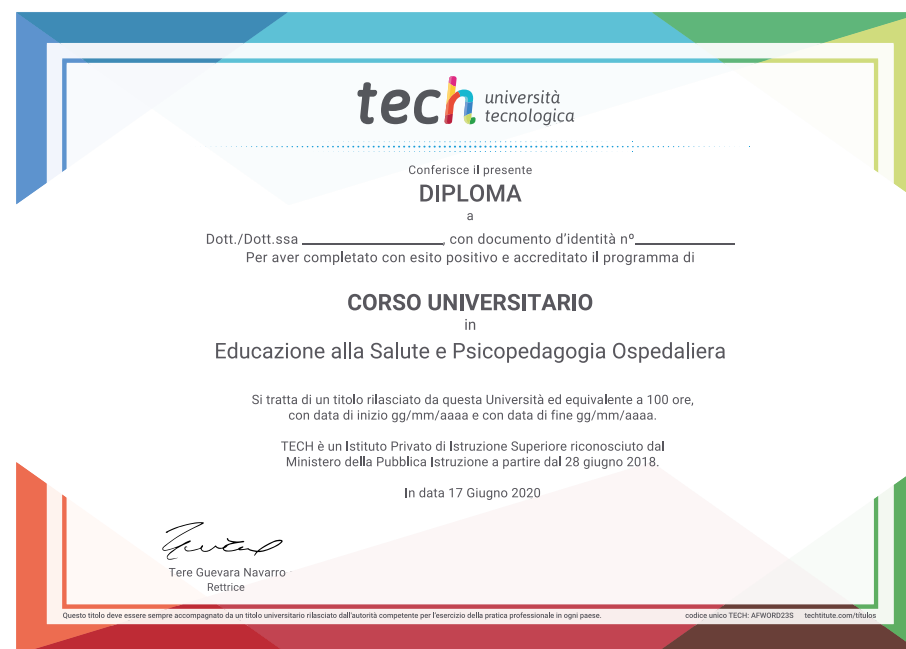 tech università
tecnologica
Conferisce il presente
DIPLOMA
a
Dott./Dott.ssa ________________, con documento d'identità nº____________
Per aver completato con esito positivo e accreditato il programma di
CORSO UNIVERSITARIO
in
Educazione alla Salute e Psicopedagogia Ospedaliera
Si tratta di un titolo rilasciato da questa Università ed equivalente a 100 ore,
con data di inizio gg/mm/aaaa e con data di fine gg/mm/aaaa.
TECH è un Istituto Privato di Istruzione Superiore riconosciuto dal
Ministero della Pubblica Istruzione a partire dal 28 giugno 2018.
In data 17 Giugno 2020
Tere Guevara Navarro
Rettrice
Questo titolo deve essere sempre accompagnato da un titolo universitario rilasciato dall'autorità competente per l'esercizio della pratica professionale in ogni paese. codice unico TECH: AFWORD23S techtitute.com/titulos